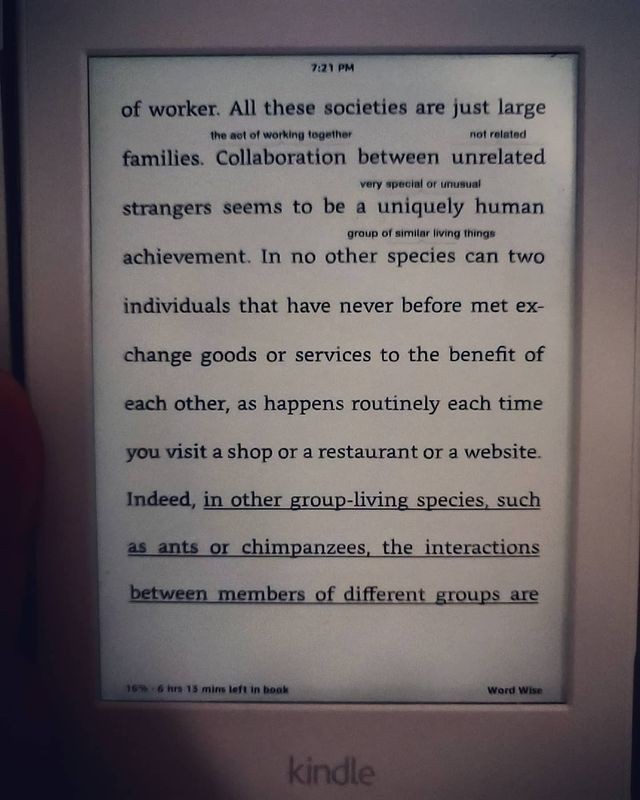 7:21 PM
of worker. All these societies are just large
the act of working together not related
families. Collaboration between unrelated
very special or unusual
strangers seems to be a uniquely human
group of similar living things
achievement. In no other species can two
individuals that have never before met ex-
change goods or services to the benefit of
each other, as happens routinely each time
you visit a shop or a restaurant or a website.
Indeed, in other group-living species, such
as ants or chimpanzees, the interactions
between members of different groups are
16% · 6 hrs 15 mins left in book Word Wise
kindle